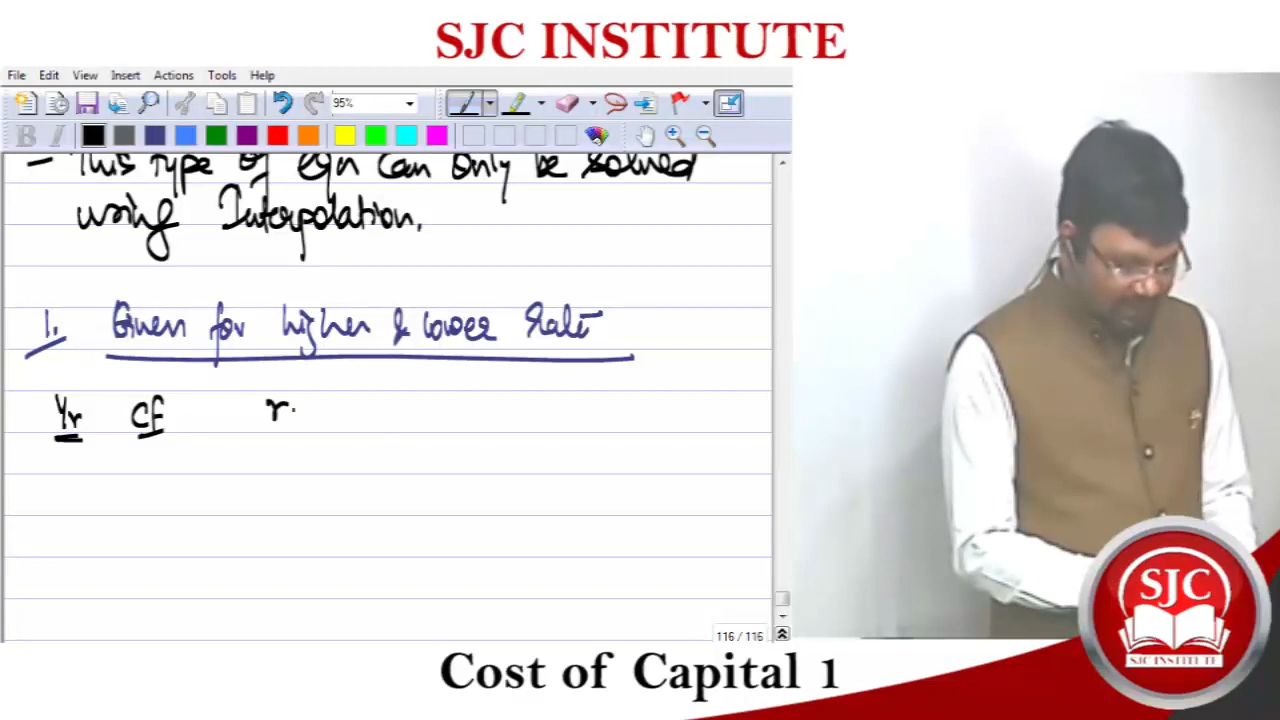 SJC INSTITUTE
File Edit View Insert Actions Tools Help
95%
B I
- This type of eqn can only be solved
using Interpolation.
1. Given for higher & lower rate
Yr CF r.
116 / 116
SJC
SJC INSTITUTE
Cost of Capital 1